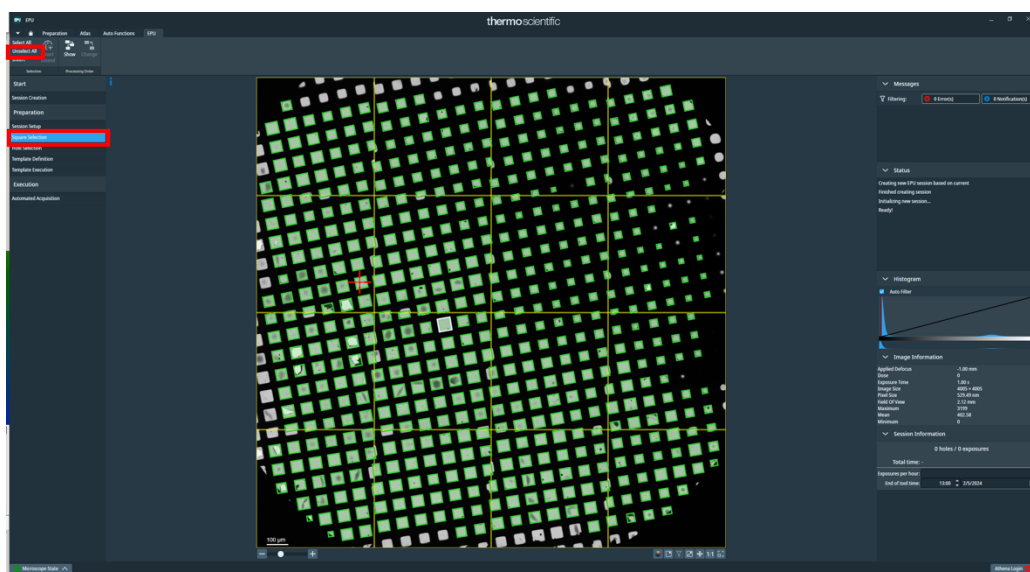 EPU
thermoscientific
Preparation Atlas Auto Functions EPU
Select All
Unselect All
Show Change
Selection Processing Order
Start
Session Creation
Preparation
Session Setup
Square Selection
Hole Selection
Template Definition
Template Execution
Execution
Automated Acquisition
100 µm
1:1
Messages
Filtering: 0 Error(s) 0 Notification(s)
Status
Creating new EPU session based on current
Finished creating session
Initializing new session...
Ready!
Histogram
Auto Filter
Image Information
Applied Defocus -1.00 mm
Dose 0
Exposure Time 1.00 s
Image Size 4005 × 4005
Pixel Size 529.49 nm
Field Of View 2.12 mm
Maximum 3199
Mean 402.58
Minimum 0
Session Information
0 holes / 0 exposures
Total time: -
Exposures per hour:
End of tool time: 13:00 2/5/2024
Microscope State
Athena Login